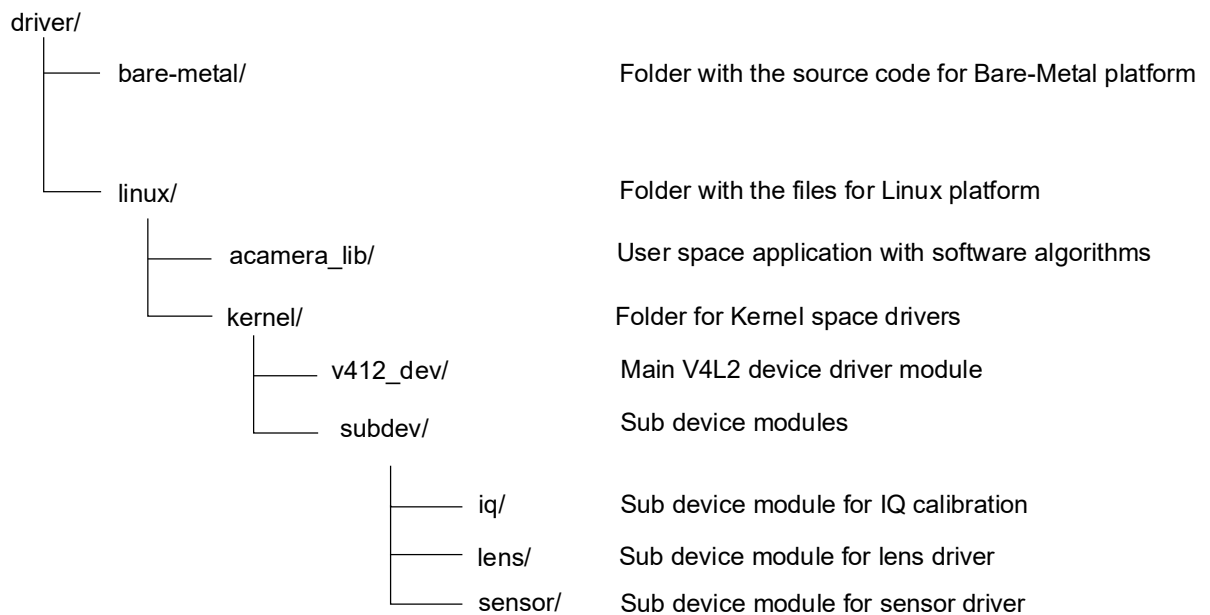 driver/
bare-metal/ Folder with the source code for Bare-Metal platform
linux/ Folder with the files for Linux platform
acamera_lib/ User space application with software algorithms
kernel/ Folder for Kernel space drivers
v412_dev/ Main V4L2 device driver module
subdev/ Sub device modules
iq/ Sub device module for IQ calibration
lens/ Sub device module for lens driver
sensor/ Sub device module for sensor driver